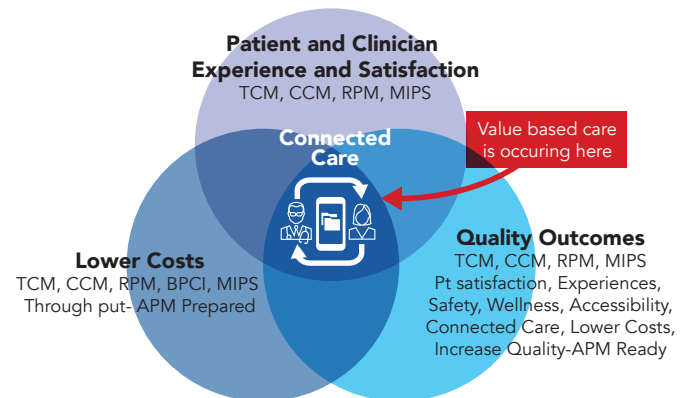 Patient and Clinician
Experience and Satisfaction
TCM, CCM, RPM, MIPS
Connected
Care
Value based care
is occuring here
Lower Costs
TCM, CCM, RPM, BPCI, MIPS
Through put- APM Prepared
Quality Outcomes
TCM, CCM, RPM, MIPS
Pt satisfaction, Experiences,
Safety, Wellness, Accessibility,
Connected Care, Lower Costs,
Increase Quality-APM Ready